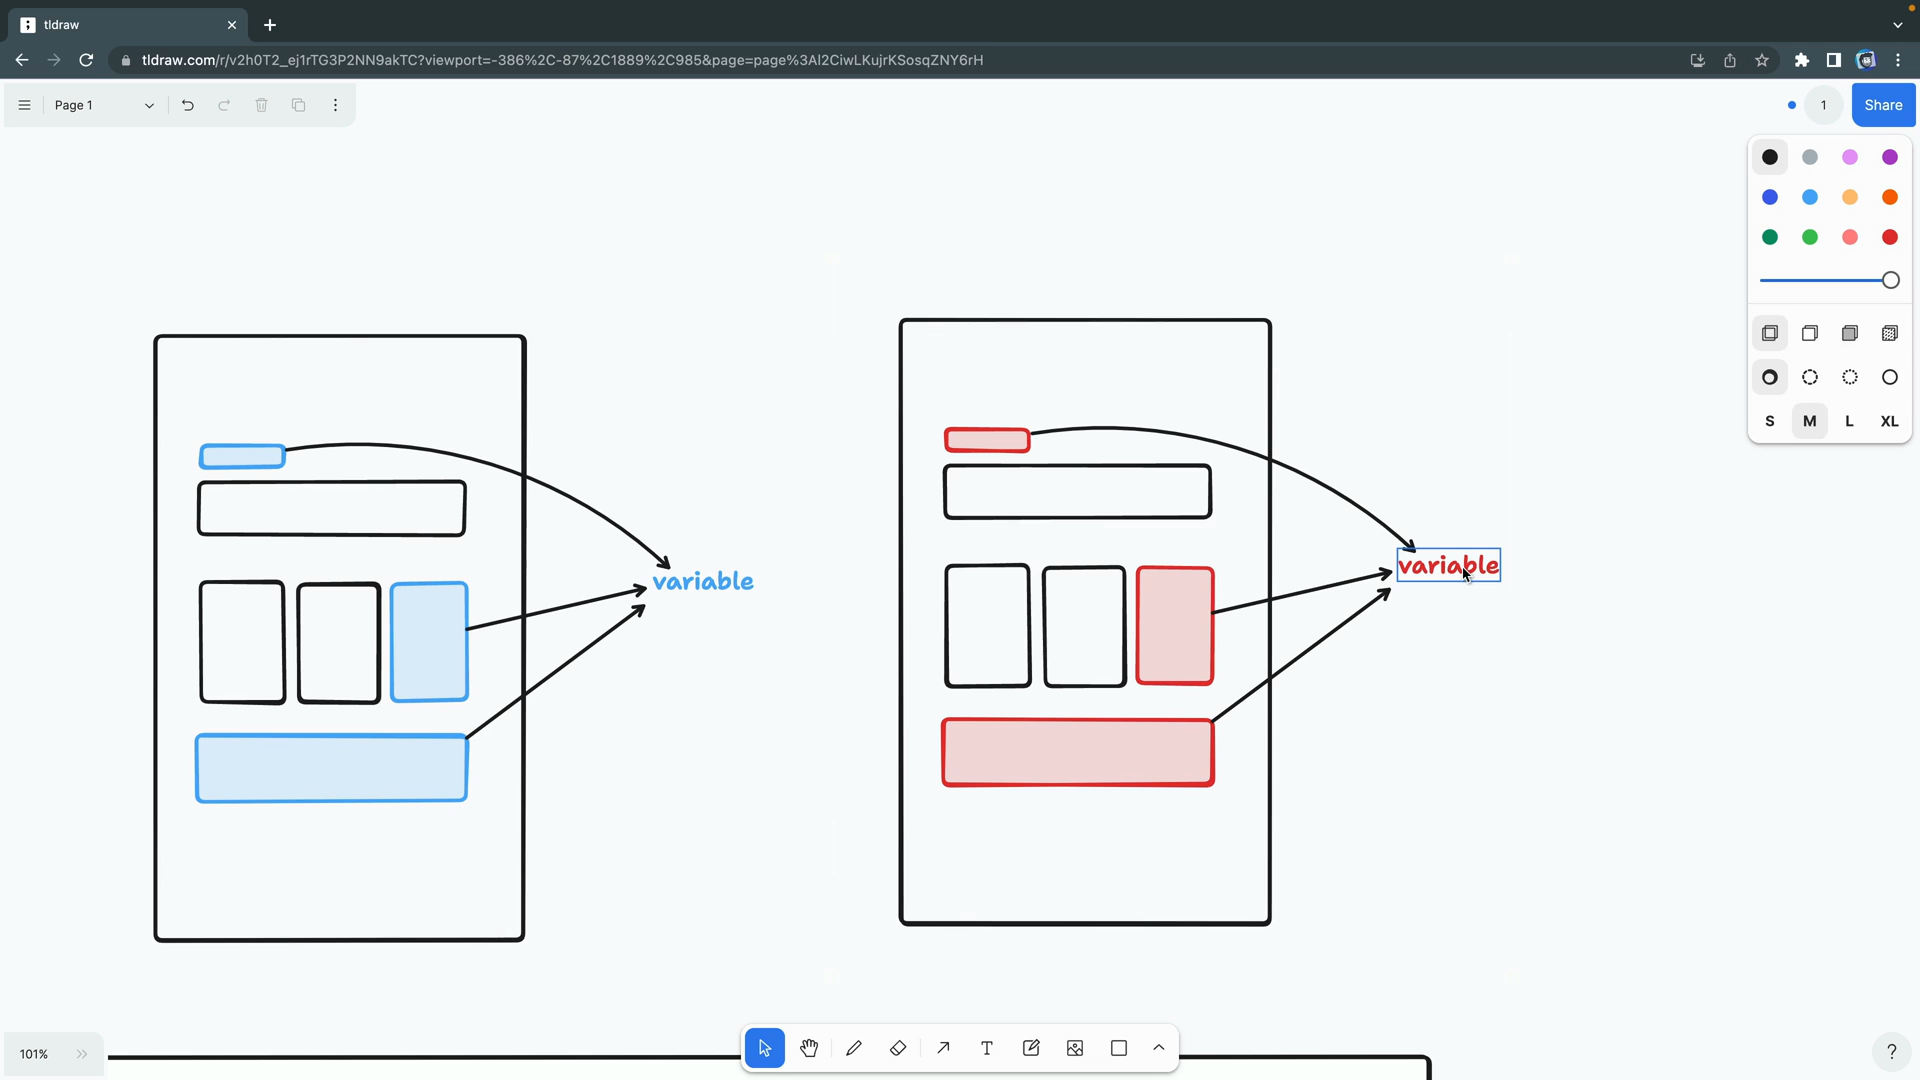 tldraw
tldraw.com/r/v2h0T2_ej1rTG3P2NN9akTC?viewport=-386%2C-87%2C1889%2C985&page=page%3AI2CiwLKujrKSosqZNY6rH
Page 1
1
Share
S M L XL
variable
variable
101%
T
?